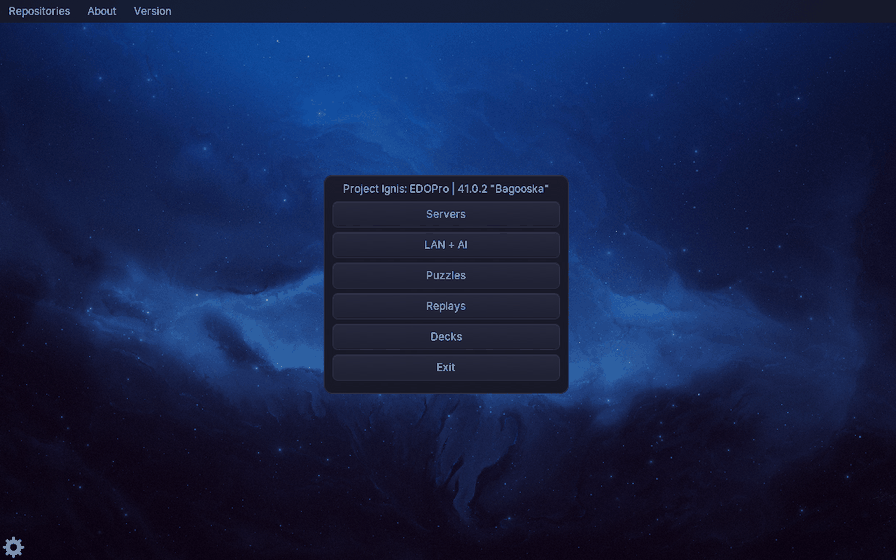 Repositories About Version
Project Ignis: EDOPro | 41.0.2 "Bagooska"
Servers
LAN + AI
Puzzles
Replays
Decks
Exit